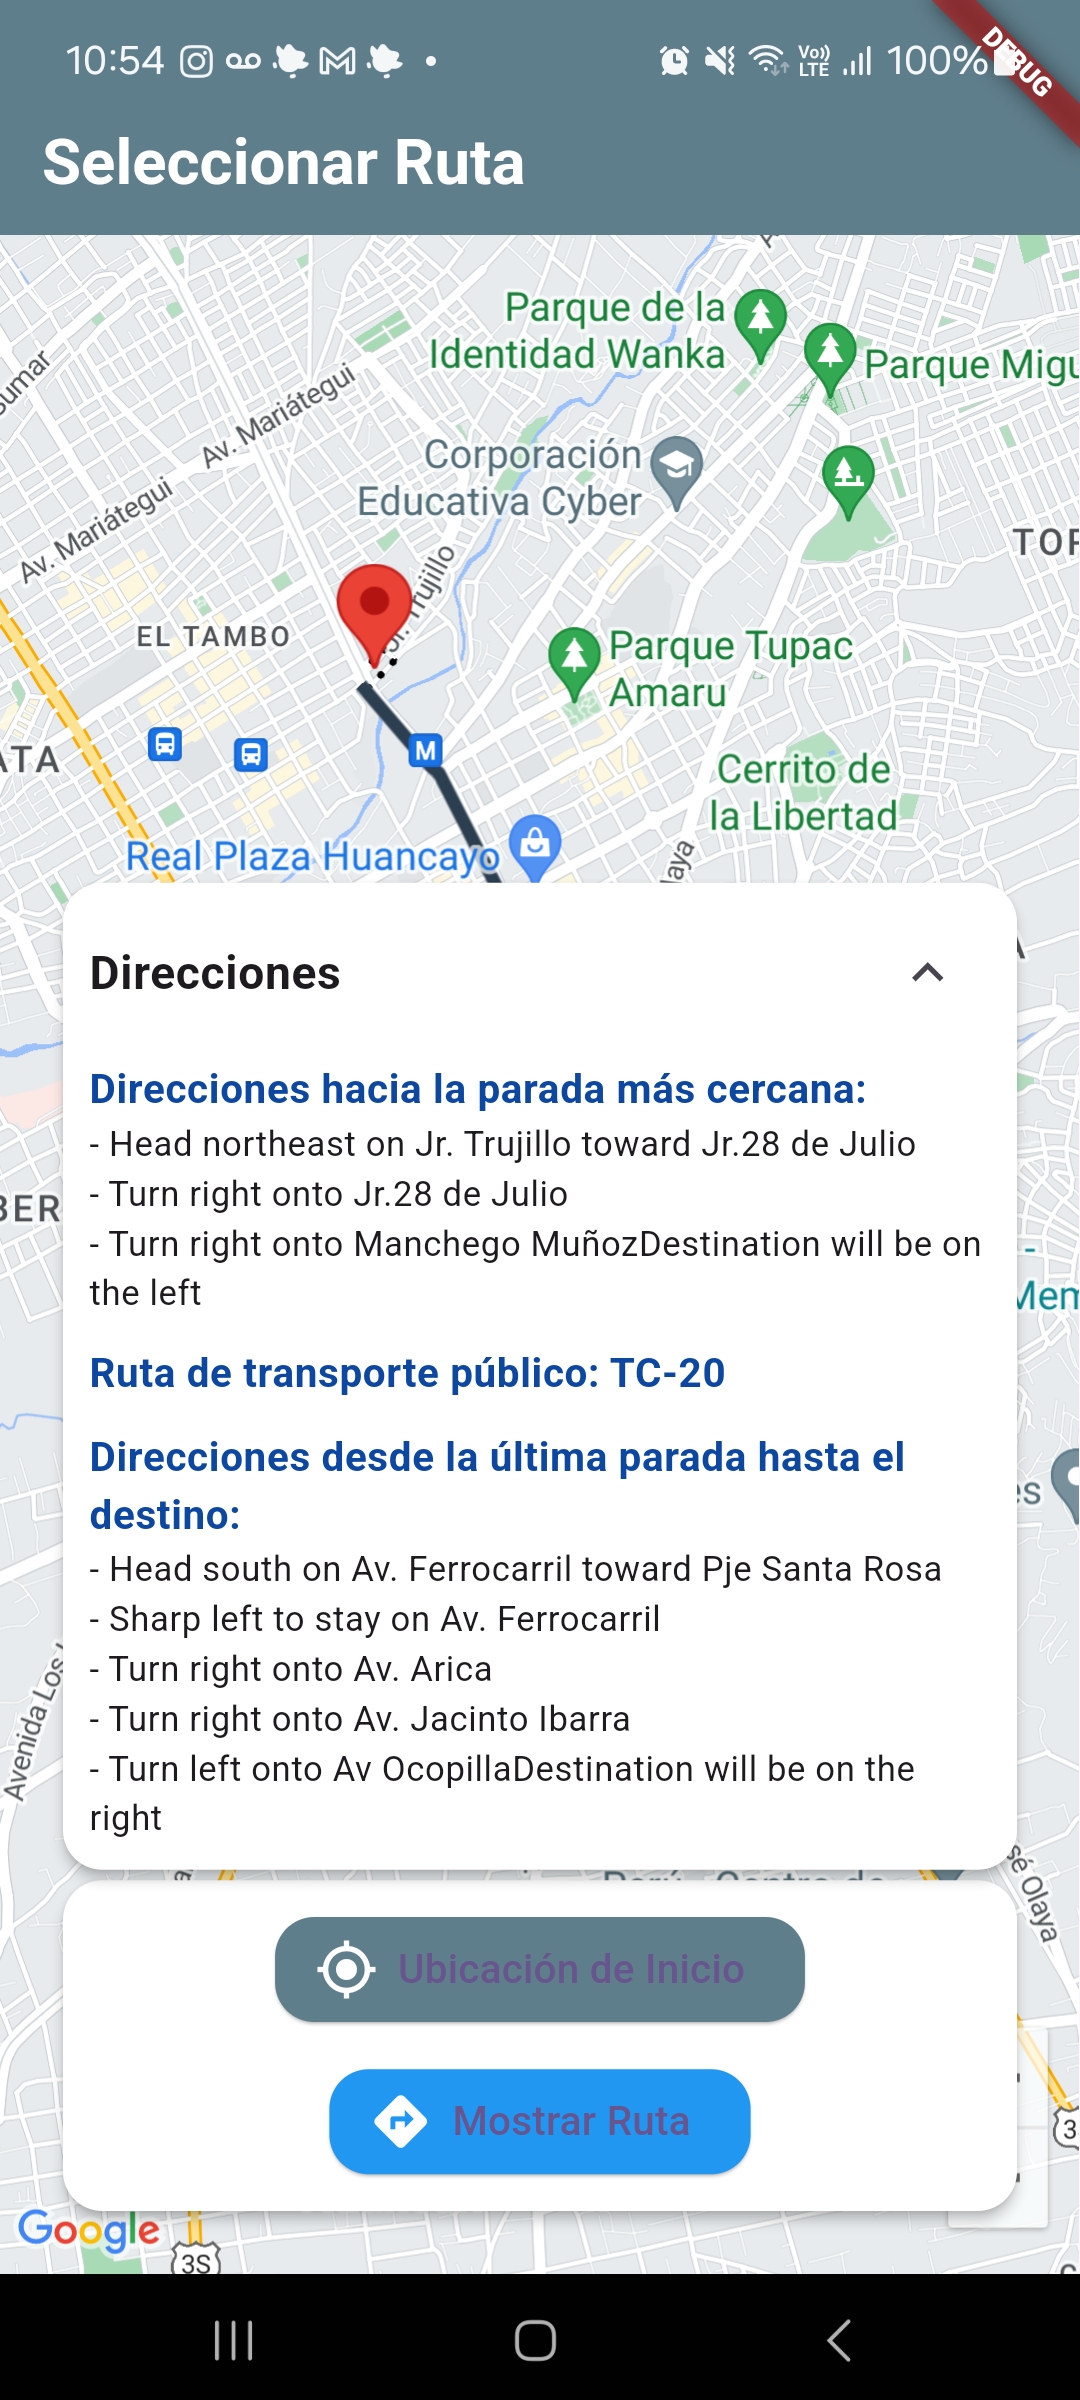 10:54 Vo)) LTE 100%
DEBUG
Seleccionar Ruta
Parque de la
Identidad Wanka
Parque Migu
Av. Mariátegui
Corporación
Educativa Cyber
Av. Mariátegui
TOR
Jr. Trujillo
EL TAMBO
Parque Tupac
Amaru
M
ATA
Cerrito de
la Libertad
Real Plaza Huancayo
laya
Direcciones
Direcciones hacia la parada más cercana:
- Head northeast on Jr. Trujillo toward Jr.28 de Julio
- Turn right onto Jr.28 de Julio
- Turn right onto Manchego MuñozDestination will be on
the left
BER
Mem
Ruta de transporte público: TC-20
Direcciones desde la última parada hasta el
destino:
es
- Head south on Av. Ferrocarril toward Pje Santa Rosa
- Sharp left to stay on Av. Ferrocarril
- Turn right onto Av. Arica
- Turn right onto Av. Jacinto Ibarra
- Turn left onto Av OcopillaDestination will be on the
right
Avenida Los
sé Olaya
Ubicación de Inicio
Mostrar Ruta
3
Google
3S